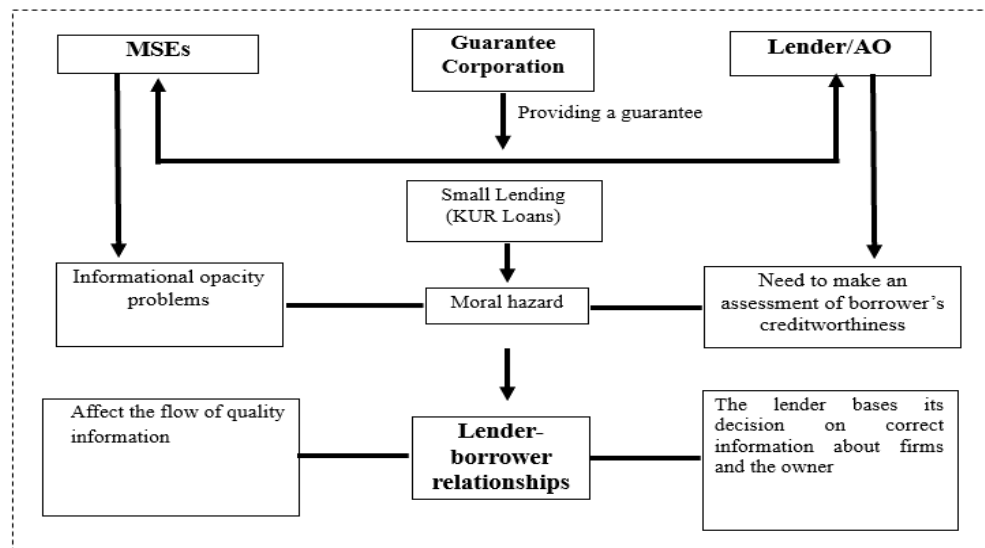 MSEs
Guarantee
Corporation
Lender/AO
Providing a guarantee
Small Lending
(KUR Loans)
Informational opacity
problems
Moral hazard
Need to make an
assessment of borrower’s
creditworthiness
Affect the flow of quality
information
Lender-
borrower
relationships
The lender bases its
decision on correct
information about firms
and the owner